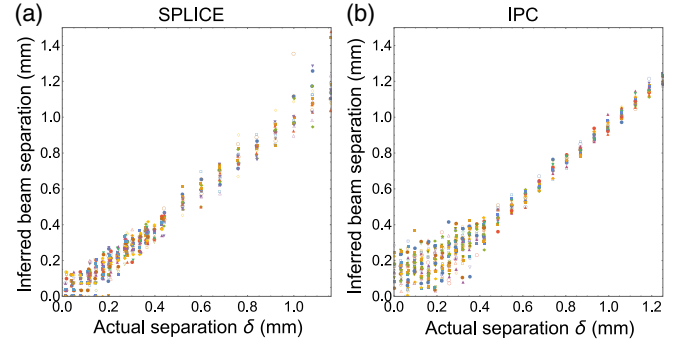 (a) SPLICE
(b) IPC
Inferred beam separation (mm)
1.4
1.2
1.0
0.8
0.6
0.4
0.2
0.0
0.0 0.2 0.4 0.6 0.8 1.0
Actual separation δ (mm)
Inferred beam separation (mm)
1.4
1.2
1.0
0.8
0.6
0.4
0.2
0.0
0.0 0.2 0.4 0.6 0.8 1.0 1.2
Actual separation δ (mm)